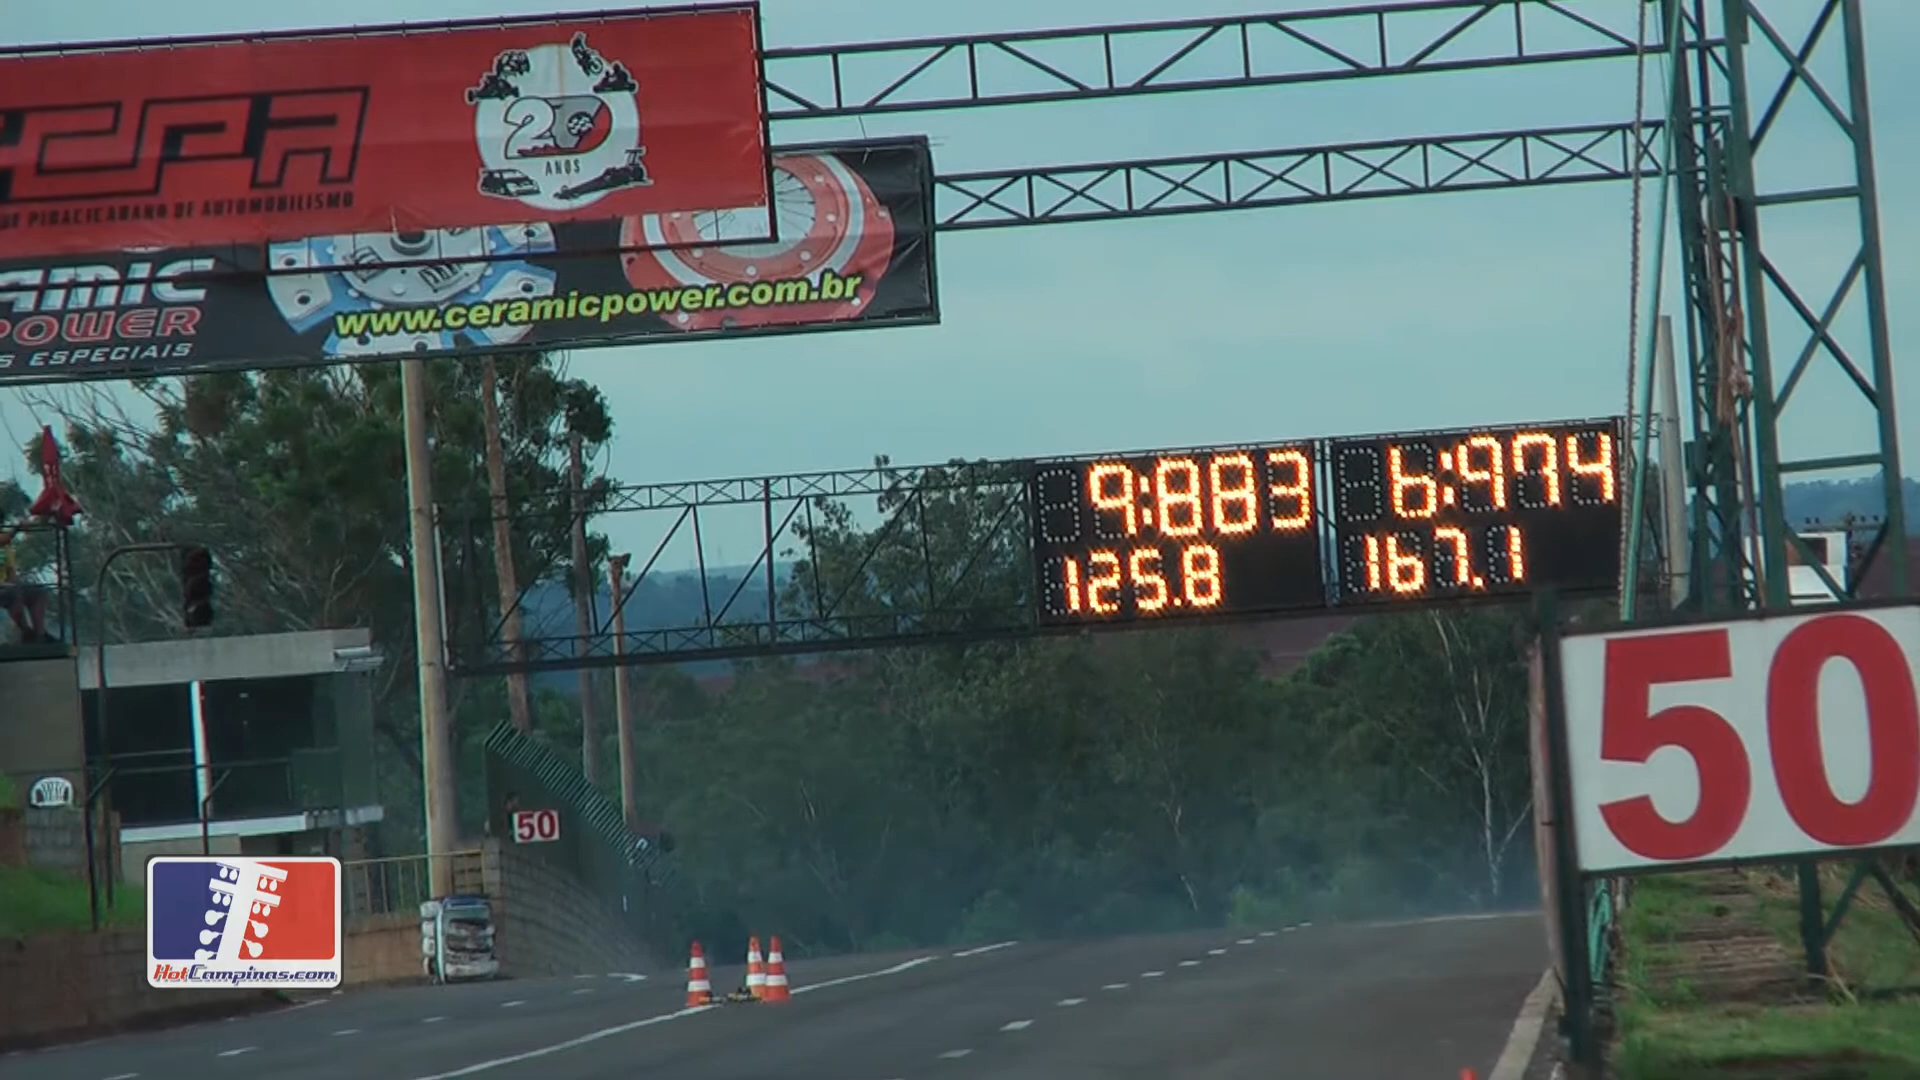 CPA
20
ANOS
PIRACICABANO DE AUTOMOBILISMO
AMIC
POWER
S ESPECIAIS
www.ceramicpower.com.br
9:883
125.8
6:974
167.1
50
50
HotCampinas.com